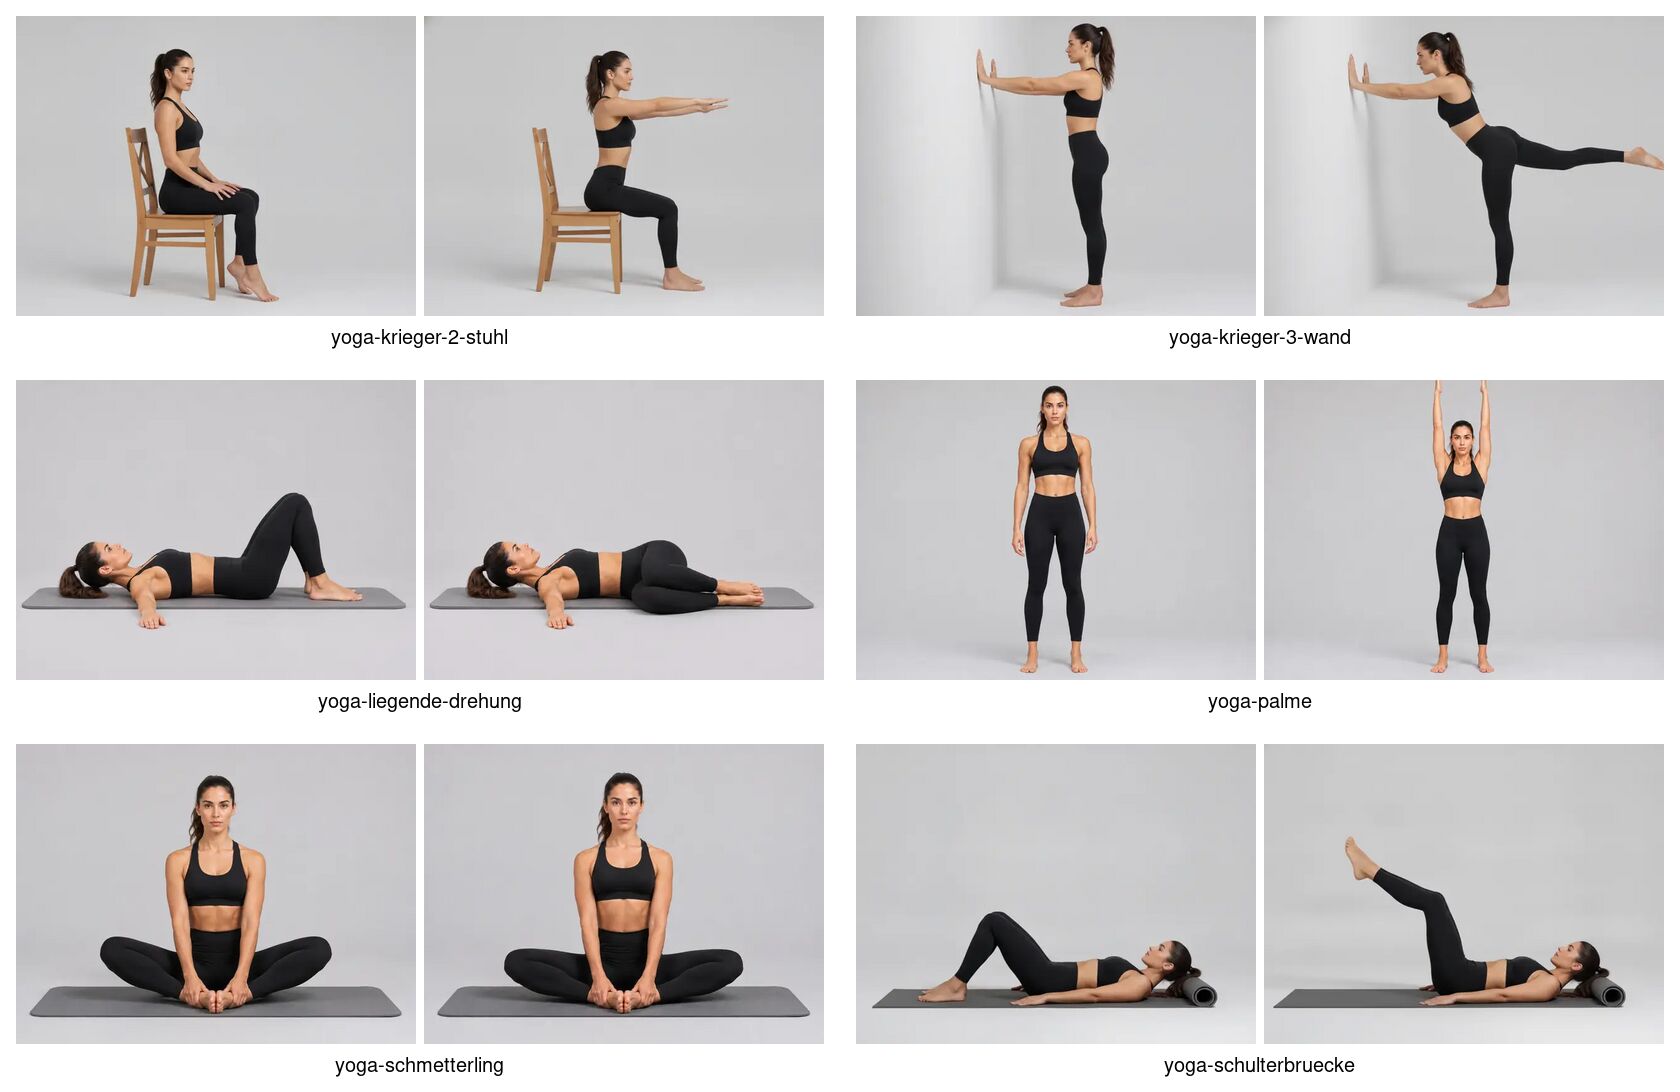 yoga-krieger-2-stuhl
yoga-krieger-3-wand
yoga-liegende-drehung
yoga-palme
yoga-schmetterling
yoga-schulterbruecke